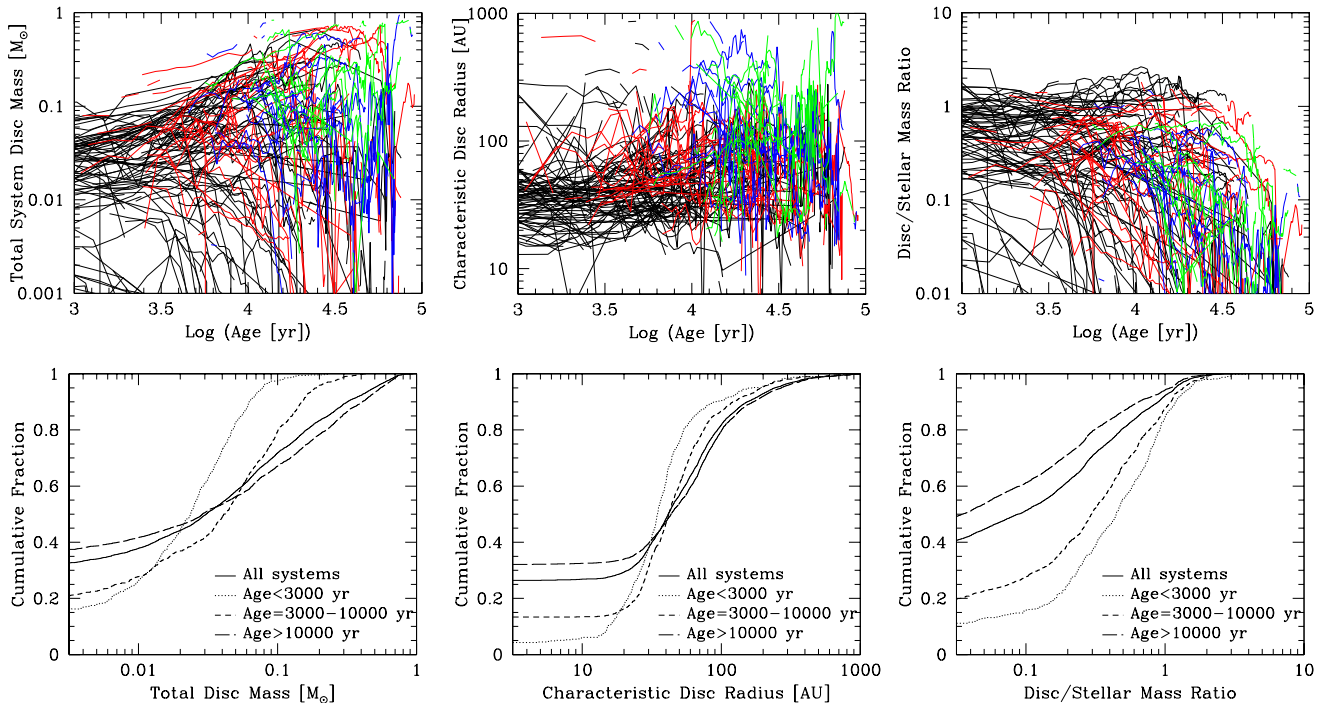 Total System Disc Mass [M⊙]
1
0.1
0.01
0.001
3
3.5
4
4.5
5
Log (Age [yr])
Characteristic Disc Radius [AU]
1000
100
10
3
3.5
4
4.5
5
Log (Age [yr])
Disc/Stellar Mass Ratio
10
1
0.1
0.01
3
3.5
4
4.5
5
Log (Age [yr])
Cumulative Fraction
1
0.8
0.6
0.4
0.2
0
All systems
Age<3000 yr
Age=3000−10000 yr
Age>10000 yr
0.01
0.1
1
Total Disc Mass [M⊙]
Cumulative Fraction
1
0.8
0.6
0.4
0.2
0
All systems
Age<3000 yr
Age=3000−10000 yr
Age>10000 yr
10
100
1000
Characteristic Disc Radius [AU]
Cumulative Fraction
1
0.8
0.6
0.4
0.2
0
All systems
Age<3000 yr
Age=3000−10000 yr
Age>10000 yr
0.1
1
10
Disc/Stellar Mass Ratio